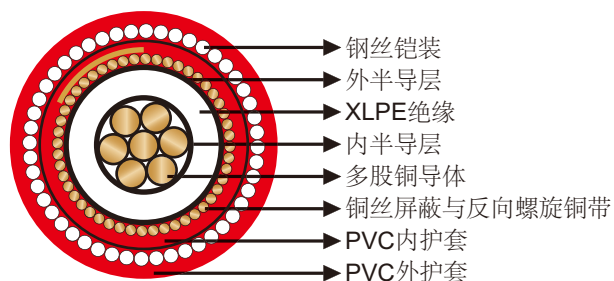 钢丝铠装
外半导层
XLPE绝缘
内半导层
多股铜导体
铜丝屏蔽与反向螺旋铜带
PVC内护套
PVC外护套